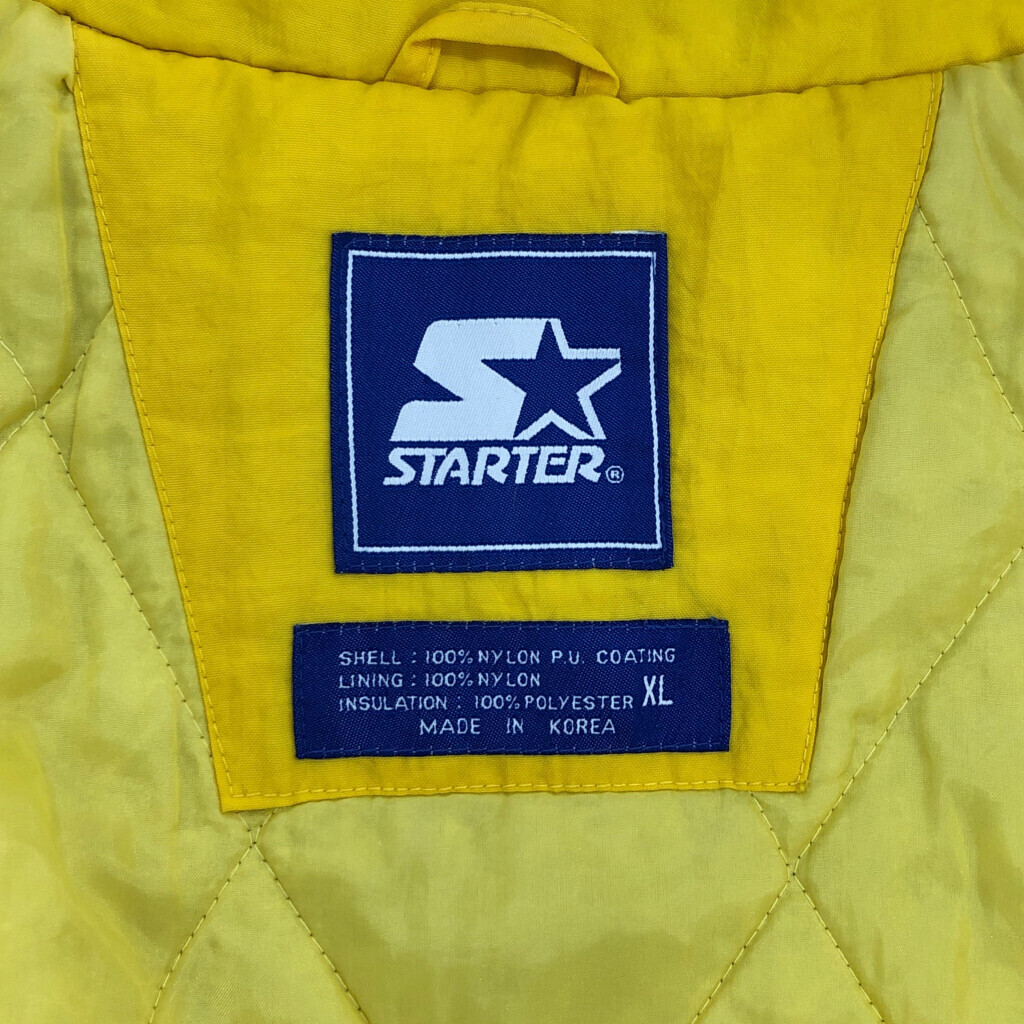 STARTER®
SHELL : 100% NYLON P.U. COATING
LINING : 100% NYLON
INSULATION : 100% POLYESTER XL
MADE IN KOREA